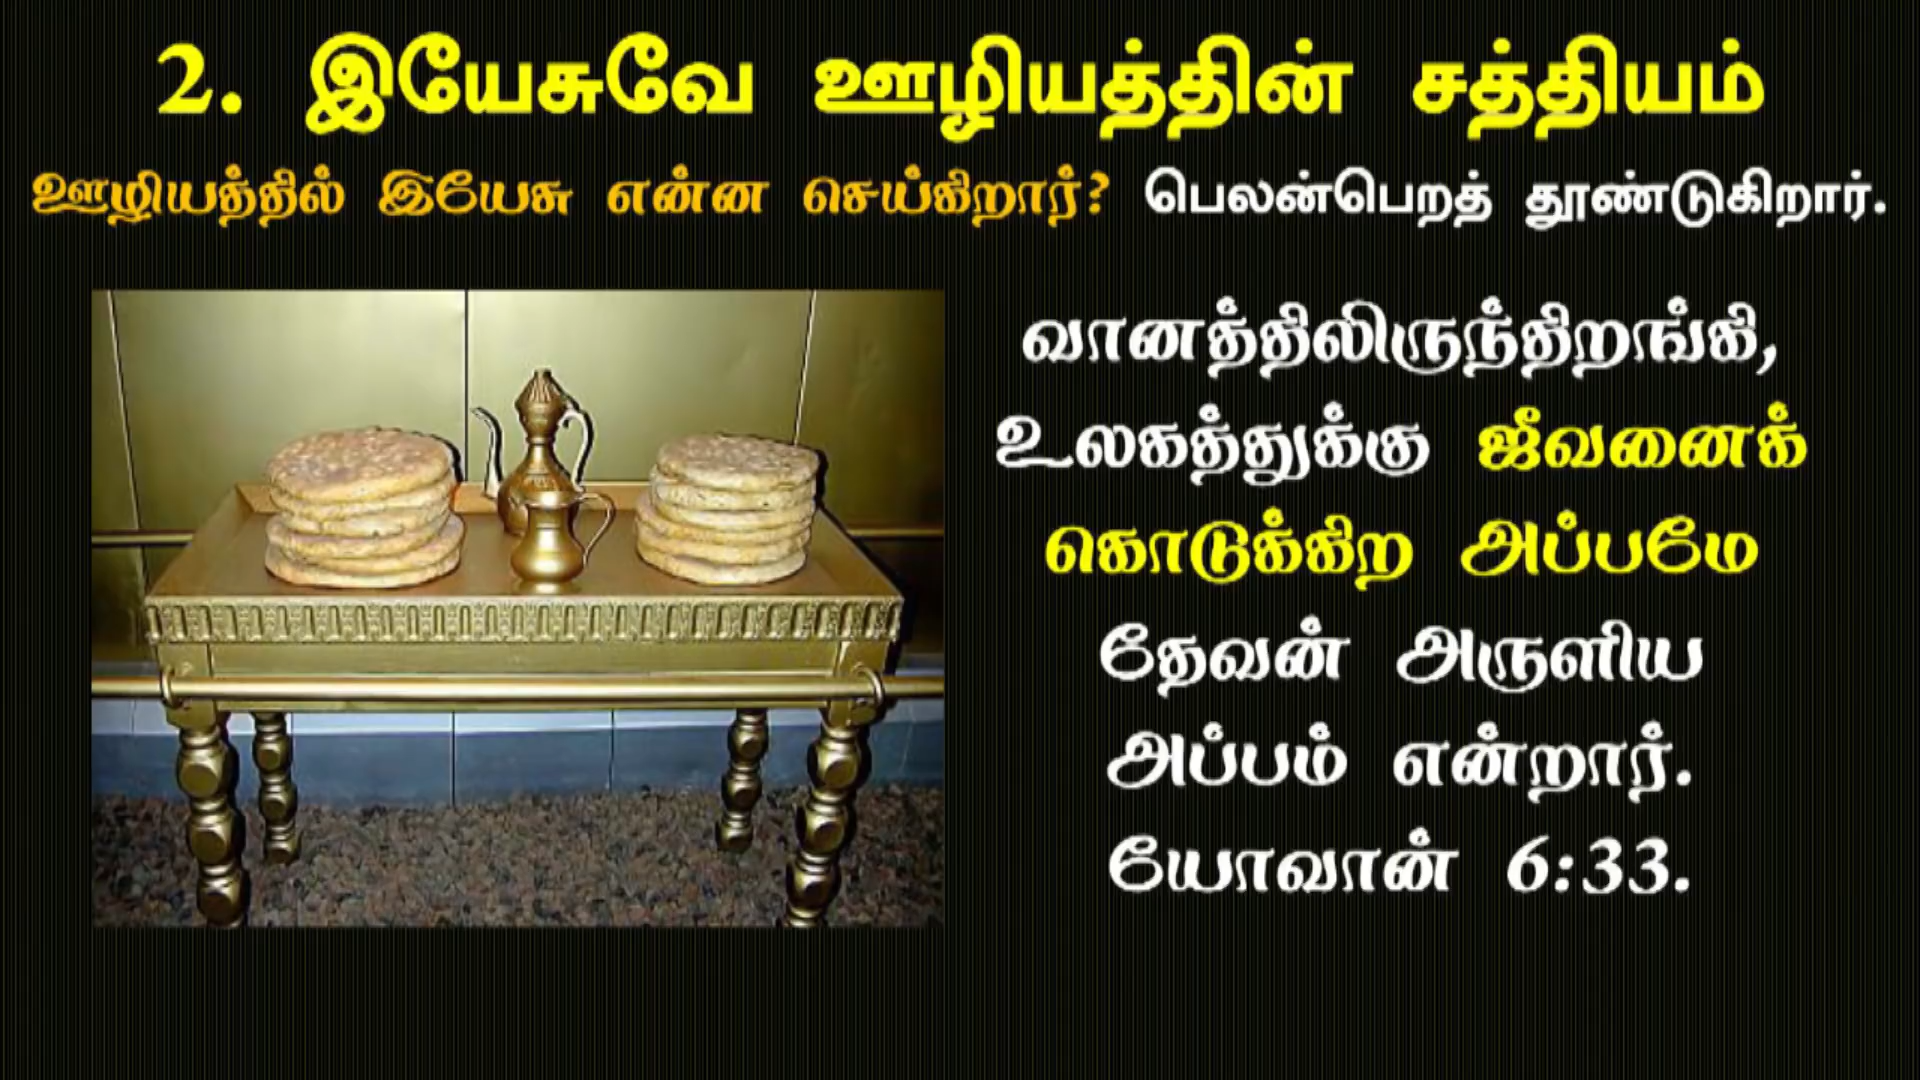 2. இயேசுவே ஊழியத்தின் சத்தியம்
ஊழியத்தில் இயேசு என்ன செய்கிறார்? பெலன்பெறத் தூண்டுகிறார்.
வானத்திலிருந்திறங்கி,
உலகத்துக்கு ஜீவனைக்
கொடுக்கிற அப்பமே
தேவன் அருளிய
அப்பம் என்றார்.
யோவான் 6:33.